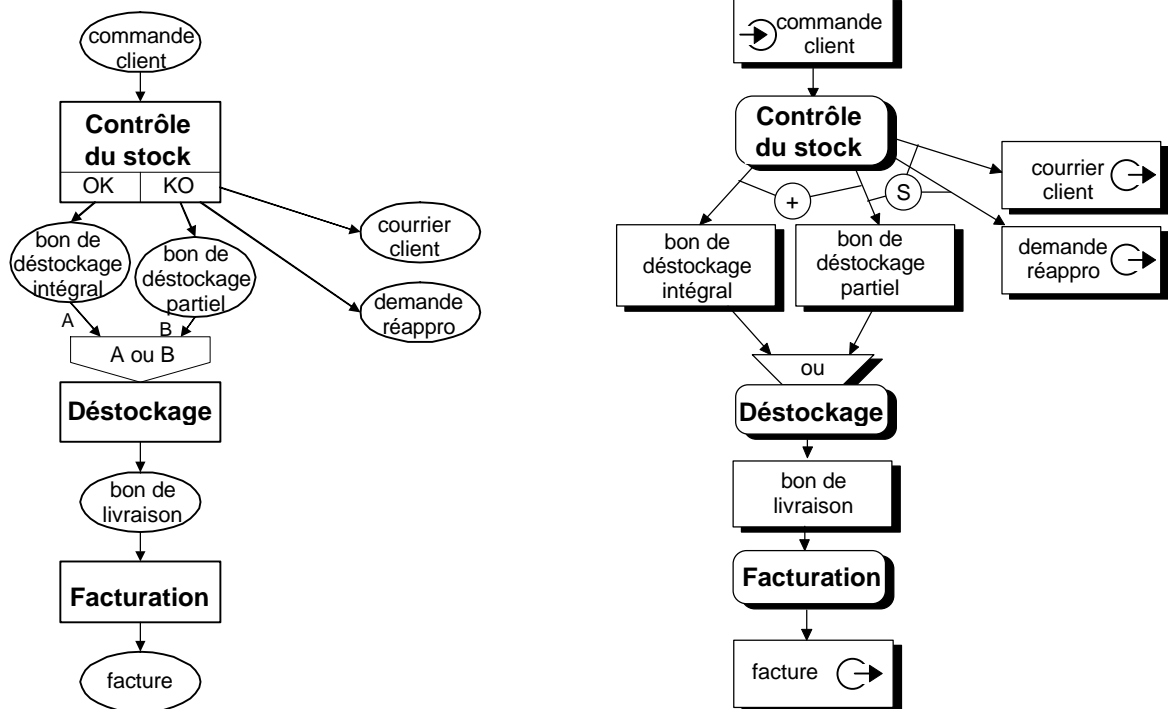 commande
client
Contrôle
du stock
OK
KO
bon de
déstockage
intégral
bon de
déstockage
partiel
courrier
client
demande
réappro
A
B
A ou B
Déstockage
bon de
livraison
Facturation
facture
commande
client
Contrôle
du stock
+
S
courrier
client
demande
réappro
bon de
déstockage
intégral
bon de
déstockage
partiel
ou
Déstockage
bon de
livraison
Facturation
facture